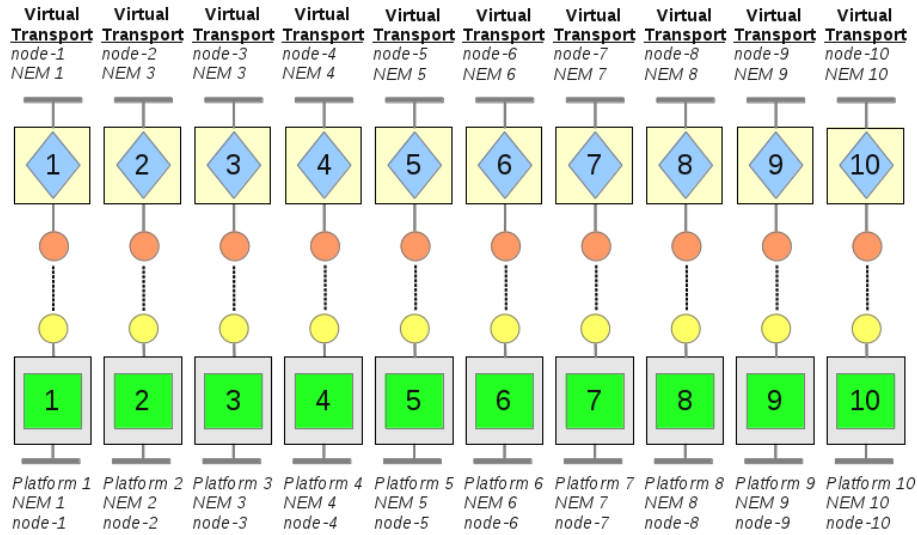 Virtual Virtual Virtual Virtual Virtual Virtual Virtual Virtual Virtual Virtual
Transport Transport Transport Transport Transport Transport Transport Transport Transport Transport
node-1 node-2 node-3 node-4 node-5 node-6 node-7 node-8 node-9 node-10
NEM 1 NEM 3 NEM 3 NEM 4 NEM 5 NEM 6 NEM 7 NEM 8 NEM 9 NEM 10
1 2 3 4 5 6 7 8 9 10
1 2 3 4 5 6 7 8 9 10
Platform 1 Platform 2 Platform 3 Platform 4 Platform 5 Platform 6 Platform 7 Platform 8 Platform 9 Platform 10
NEM 1 NEM 2 NEM 3 NEM 4 NEM 5 NEM 6 NEM 7 NEM 8 NEM 9 NEM 10
node-1 node-2 node-3 node-4 node-5 node-6 node-7 node-8 node-9 node-10